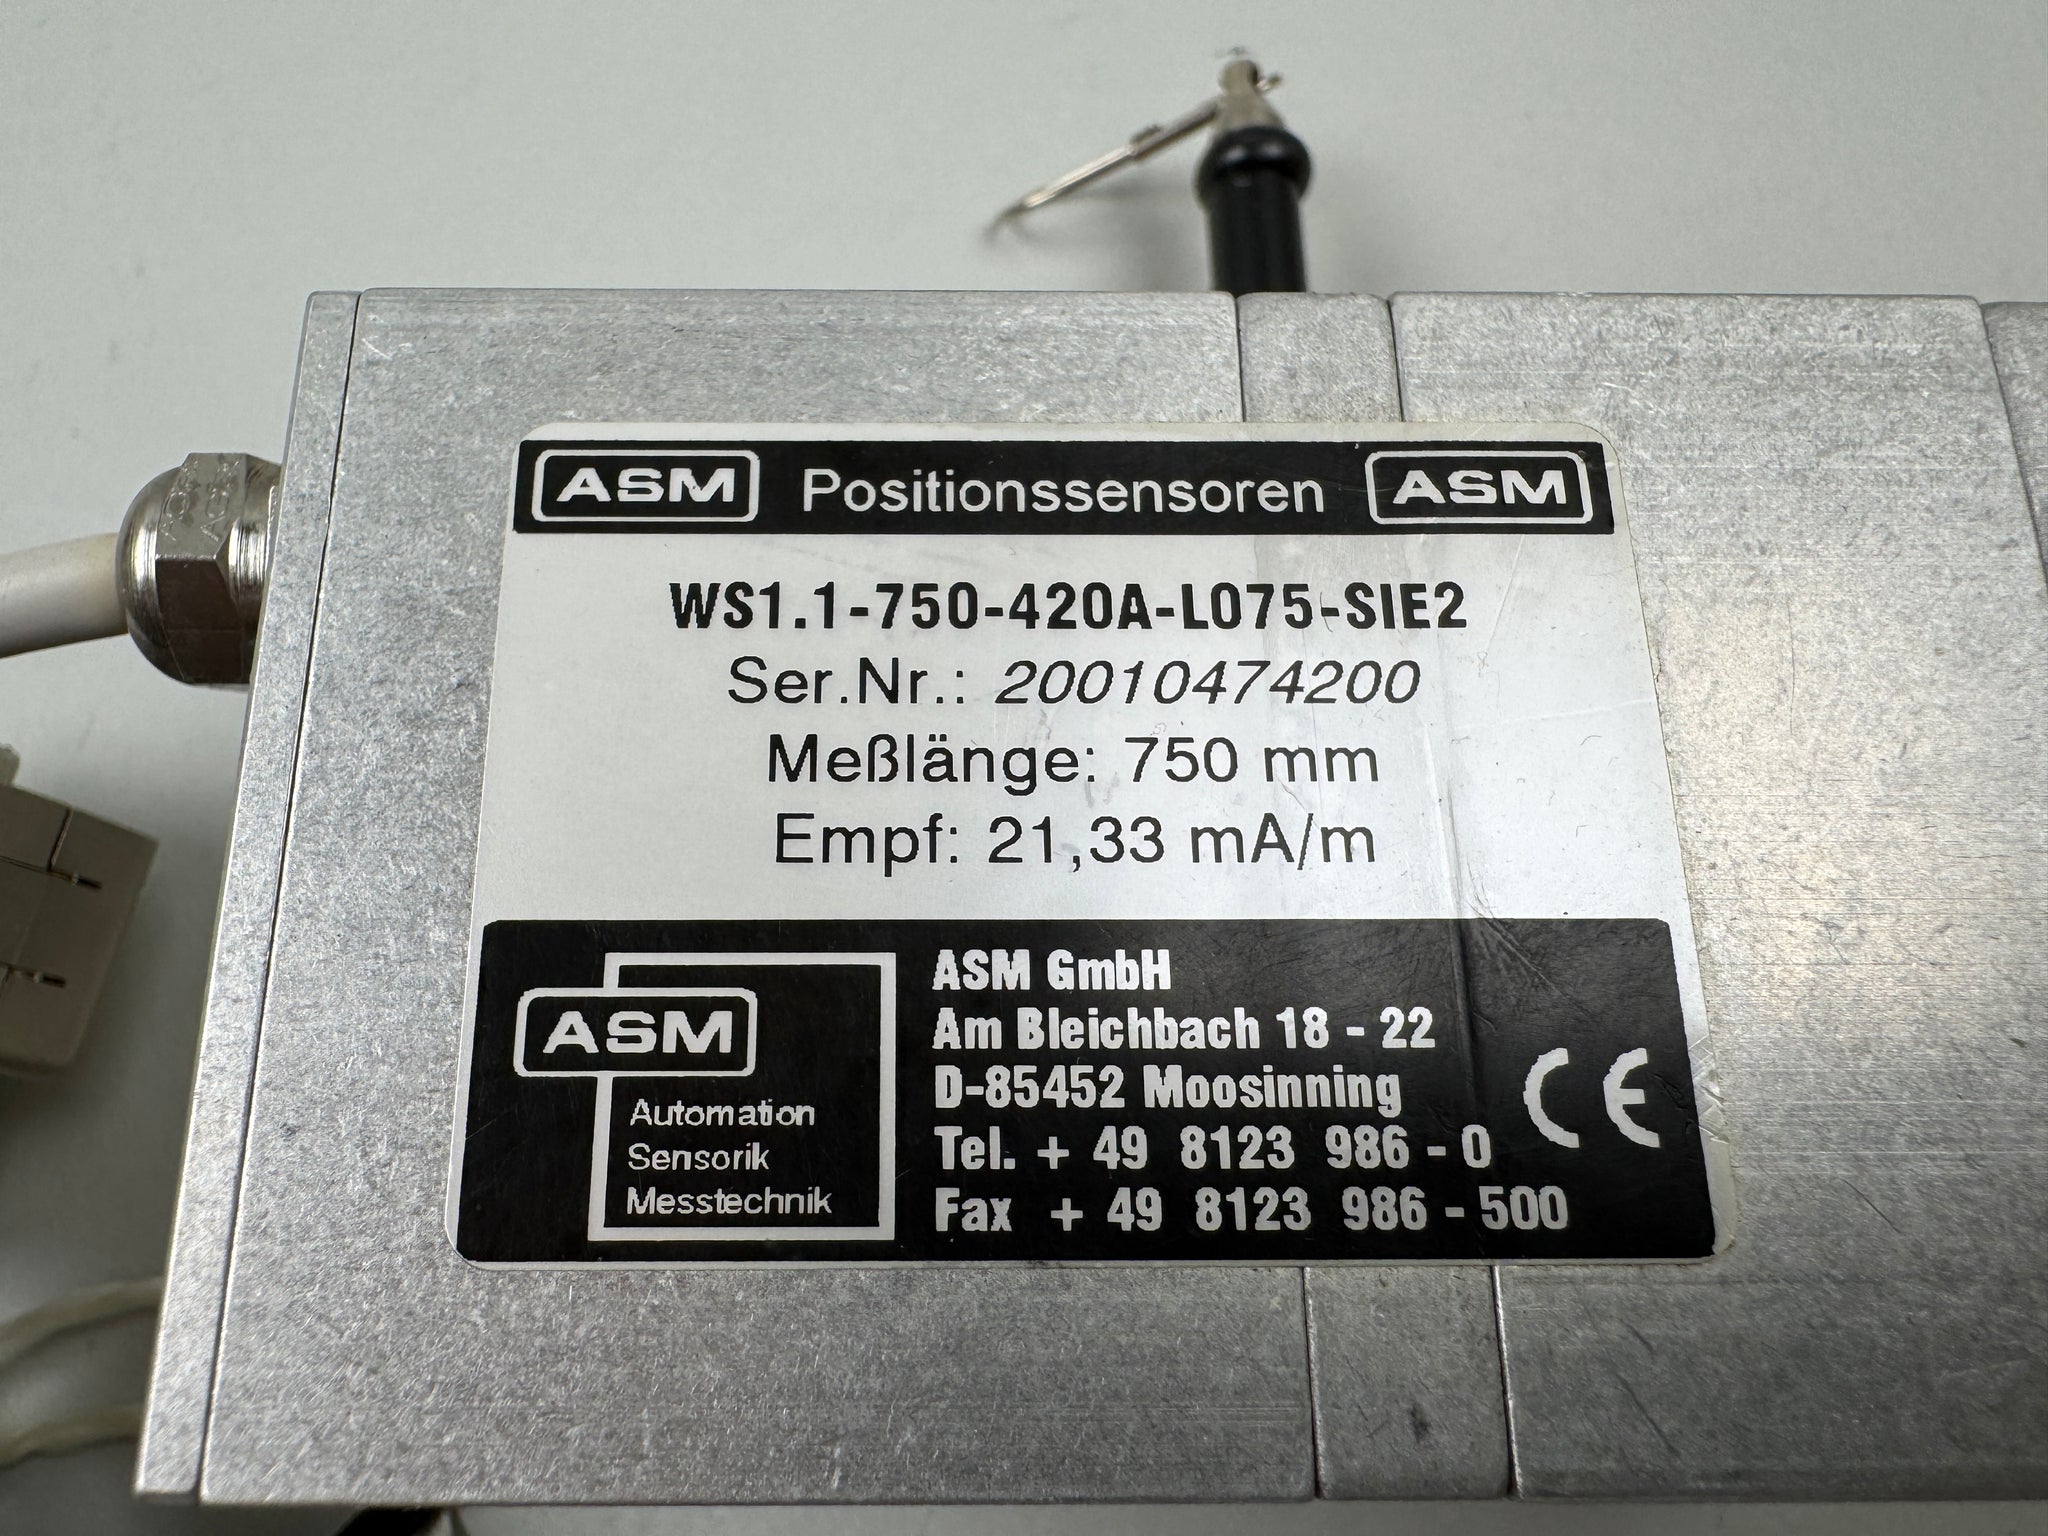 ASM Positionssensoren ASM
WS1.1-750-420A-L075-SIE2
Ser.Nr.: 20010474200
Meßlänge: 750 mm
Empf: 21,33 mA/m
ASM
Automation
Sensorik
Messtechnik
ASM GmbH
Am Bleichbach 18 - 22
D-85452 Moosinning
Tel. + 49 8123 986 - 0
Fax + 49 8123 986 - 500
CE